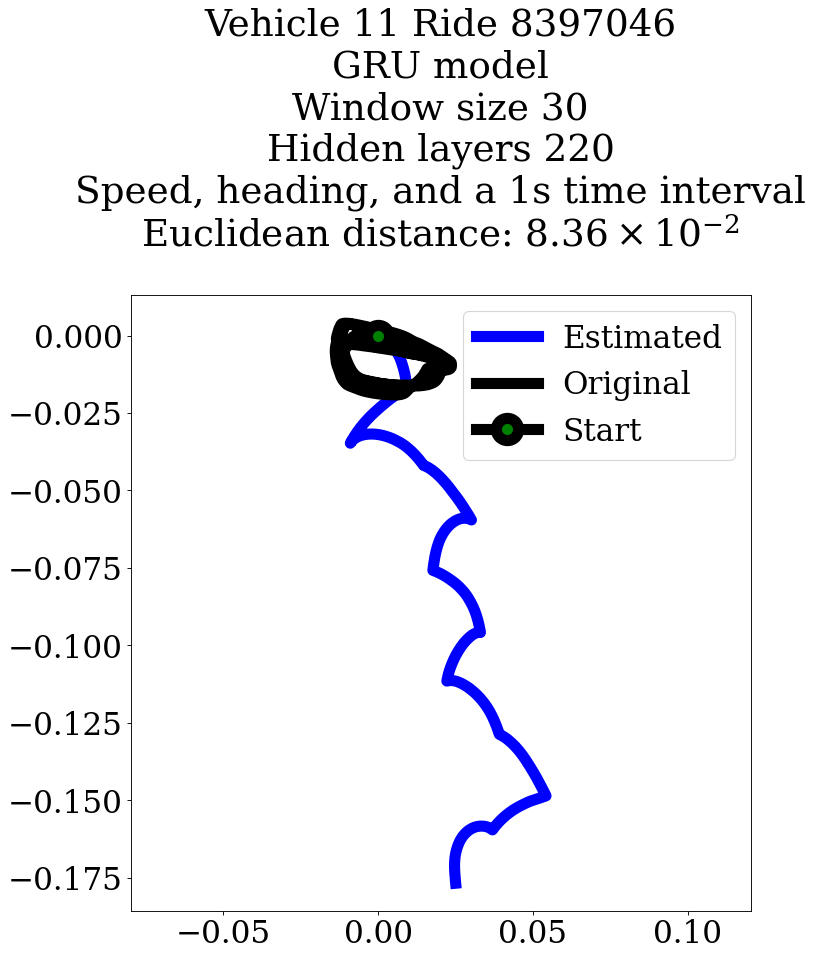 Vehicle 11 Ride 8397046
GRU model
Window size 30
Hidden layers 220
Speed, heading, and a 1s time interval
Euclidean distance: 8.36 × 10⁻²
Estimated
Original
Start
0.000
−0.025
−0.050
−0.075
−0.100
−0.125
−0.150
−0.175
−0.05 0.00 0.05 0.10